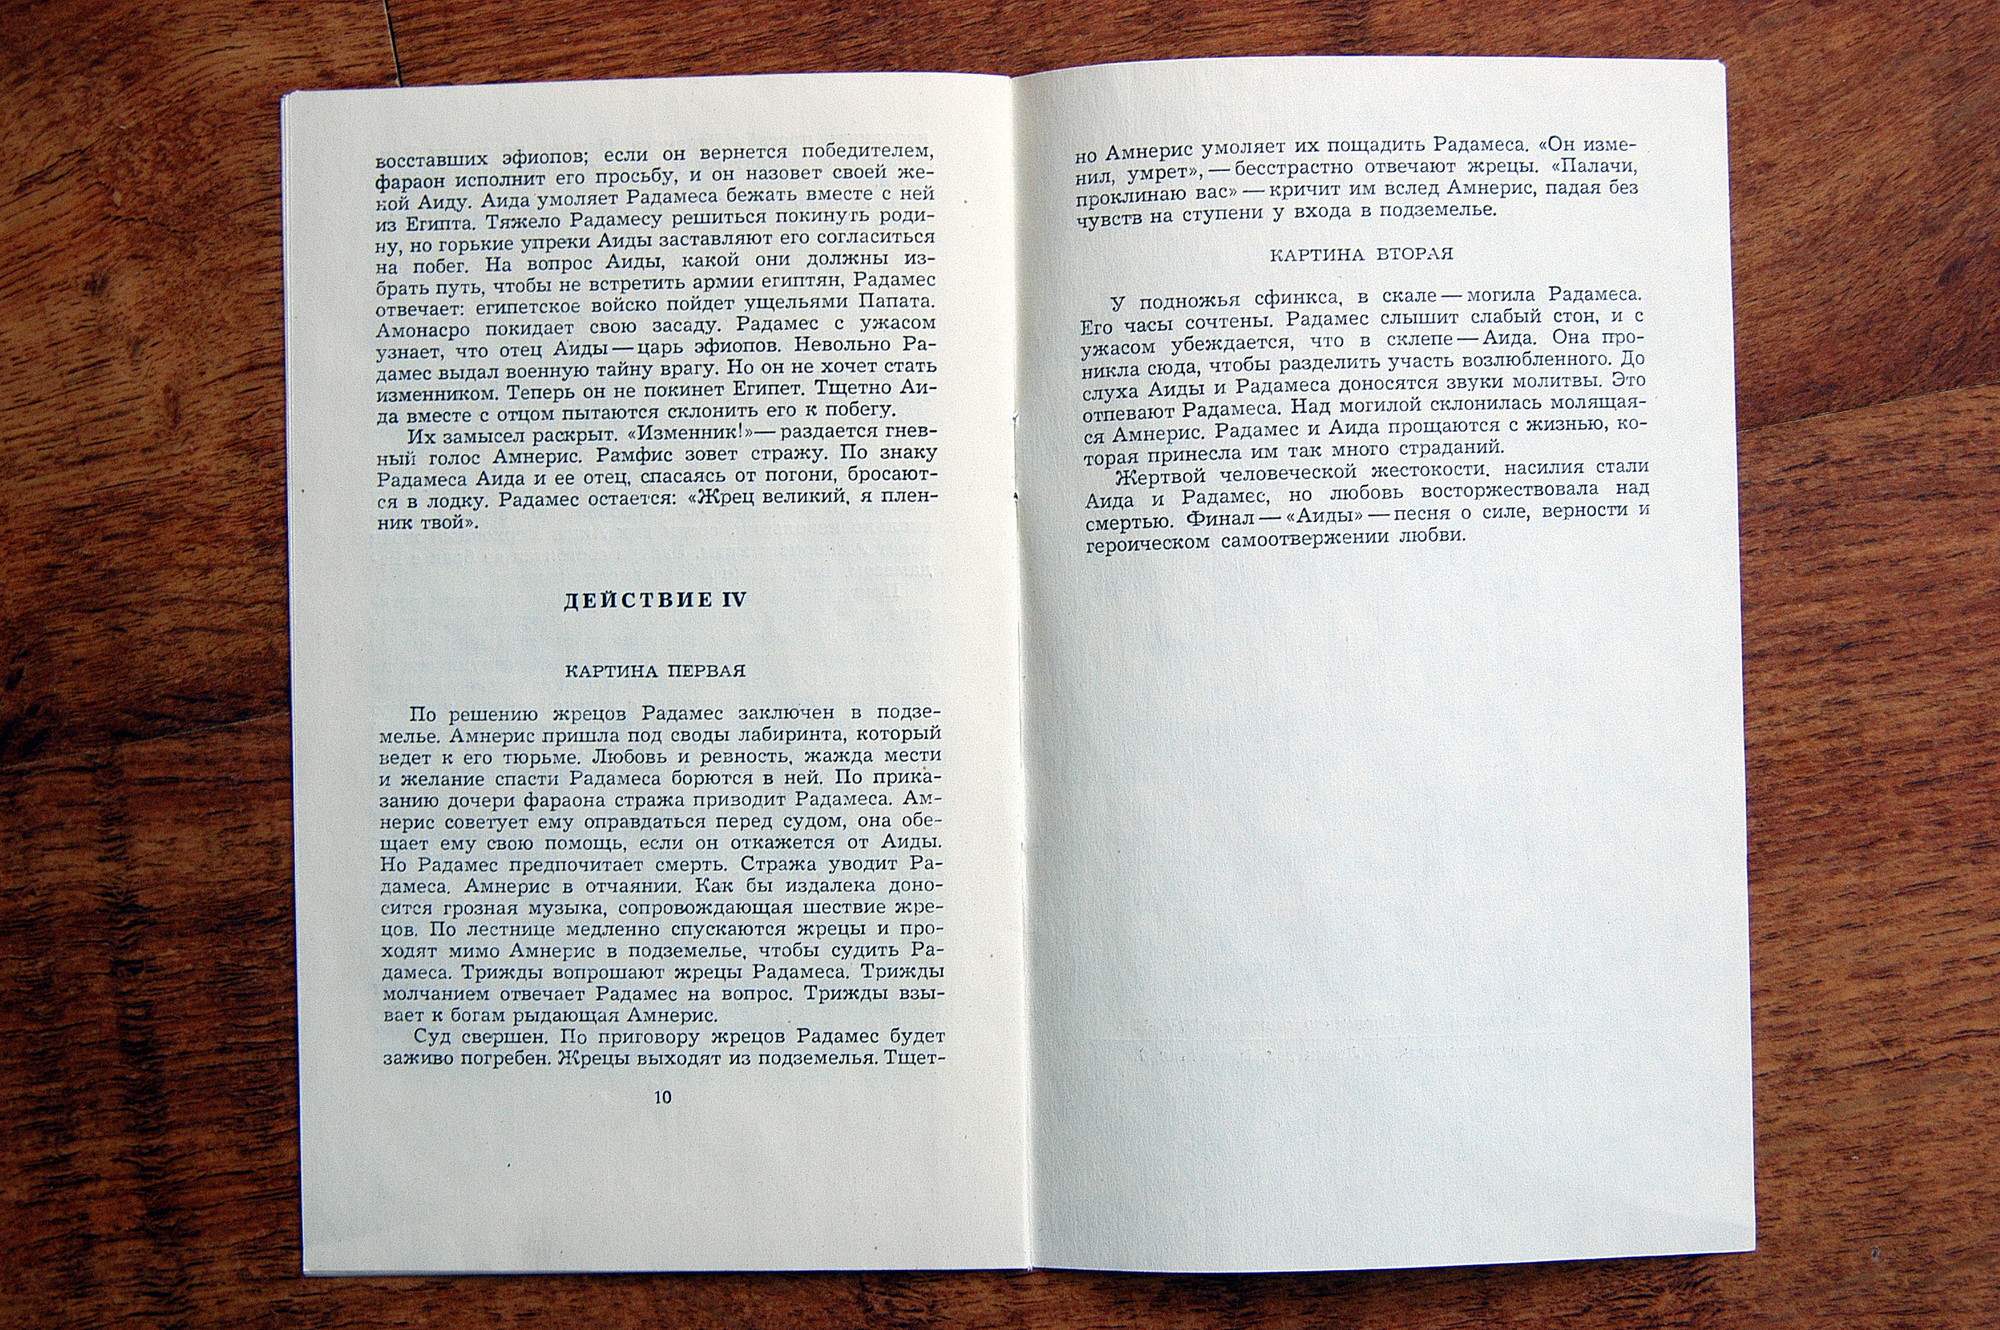 восставших эфиопов; если он вернется победителем,
фараон исполнит его просьбу, и он назовет своей же-
ной Аиду. Аида умоляет Радамеса бежать вместе с ней
из Египта. Тяжело Радамесу решиться покинуть роди-
ну, но горькие упреки Аиды заставляют его согласиться
на побег. На вопрос Аиды, какой они должны из-
брать путь, чтобы не встретить армии египтян, Радамес
отвечает: египетское войско пойдет ущельями Папата.
Амонасро покидает свою засаду. Радамес с ужасом
узнает, что отец Аиды — царь эфиопов. Невольно Ра-
дамес выдал военную тайну врагу. Но он не хочет стать
изменником. Теперь он не покинет Египет. Тщетно Аи-
да вместе с отцом пытаются склонить его к побегу.
Их замысел раскрыт. «Изменник!» — раздается гнев-
ный голос Амнерис. Рамфис зовет стражу. По знаку
Радамеса Аида и ее отец, спасаясь от погони, бросают-
ся в лодку. Радамес остается: «Жрец великий, я плен-
ник твой».
ДЕЙСТВИЕ IV
КАРТИНА ПЕРВАЯ
По решению жрецов Радамес заключен в подзе-
мелье. Амнерис пришла под своды лабиринта, который
ведет к его тюрьме. Любовь и ревность, жажда мести
и желание спасти Радамеса борются в ней. По прика-
занию дочери фараона стража приводит Радамеса. Ам-
нерис советует ему оправдаться перед судом, она обе-
щает ему свою помощь, если он откажется от Аиды.
Но Радамес предпочитает смерть. Стража уводит Ра-
дамеса. Амнерис в отчаянии. Как бы издалека доно-
сится грозная музыка, сопровождающая шествие жре-
цов. По лестнице медленно спускаются жрецы и про-
ходят мимо Амнерис в подземелье, чтобы судить Ра-
дамеса. Трижды вопрошают жрецы Радамеса. Трижды
молчанием отвечает Радамес на вопрос. Трижды взы-
вает к богам рыдающая Амнерис.
Суд свершен. По приговору жрецов Радамес будет
заживо погребен. Жрецы выходят из подземелья. Тщет-
10
но Амнерис умоляет их пощадить Радамеса. «Он изме-
нил, умрет», — бесстрастно отвечают жрецы. «Палачи,
проклинаю вас» — кричит им вслед Амнерис, падая без
чувств на ступени у входа в подземелье.
КАРТИНА ВТОРАЯ
У подножья сфинкса, в скале — могила Радамеса.
Его часы сочтены. Радамес слышит слабый стон, и с
ужасом убеждается, что в склепе — Аида. Она про-
никла сюда, чтобы разделить участь возлюбленного. До
слуха Аиды и Радамеса доносятся звуки молитвы. Это
отпевают Радамеса. Над могилой склонилась молящая-
ся Амнерис. Радамес и Аида прощаются с жизнью, ко-
торая принесла им так много страданий.
Жертвой человеческой жестокости, насилия стали
Аида и Радамес, но любовь восторжествовала над
смертью. Финал — «Аиды» — песня о силе, верности и
героическом самоотвержении любви.